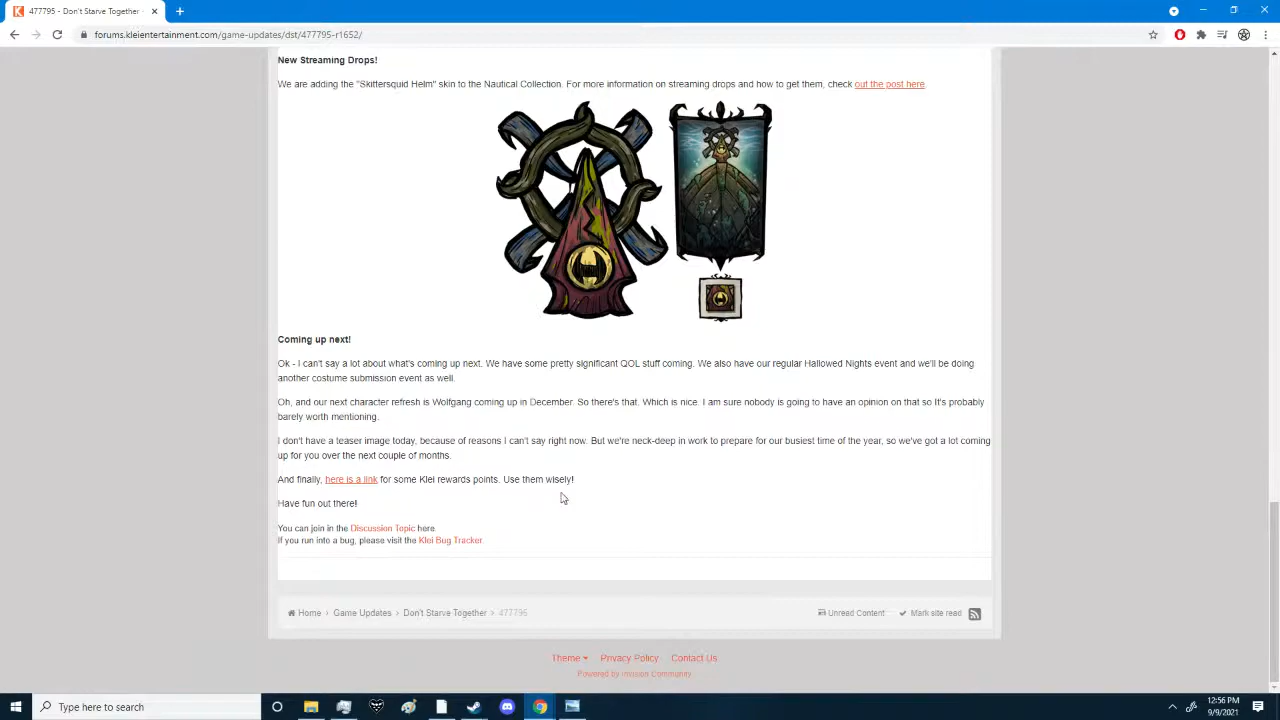 477795 - Don't Starve Together -
forums.kleientertainment.com/game-updates/dst/477795-r1652/
New Streaming Drops!
We are adding the "Skittersquid Helm" skin to the Nautical Collection. For more information on streaming drops and how to get them, check out the post here.
Coming up next!
Ok - I can't say a lot about what's coming up next. We have some pretty significant QOL stuff coming. We also have our regular Hallowed Nights event and we'll be doing
another costume submission event as well.
Oh, and our next character refresh is Wolfgang coming up in December. So there's that. Which is nice. I am sure nobody is going to have an opinion on that so It's probably
barely worth mentioning.
I don't have a teaser image today, because of reasons I can't say right now. But we're neck-deep in work to prepare for our busiest time of the year, so we've got a lot coming
up for you over the next couple of months.
And finally, here is a link for some Klei rewards points. Use them wisely!
Have fun out there!
You can join in the Discussion Topic here.
If you run into a bug, please visit the Klei Bug Tracker.
Home › Game Updates › Don't Starve Together › 477795
Unread Content Mark site read
Theme Privacy Policy Contact Us
Powered by Invision Community
Type here to search
12:56 PM
9/9/2021